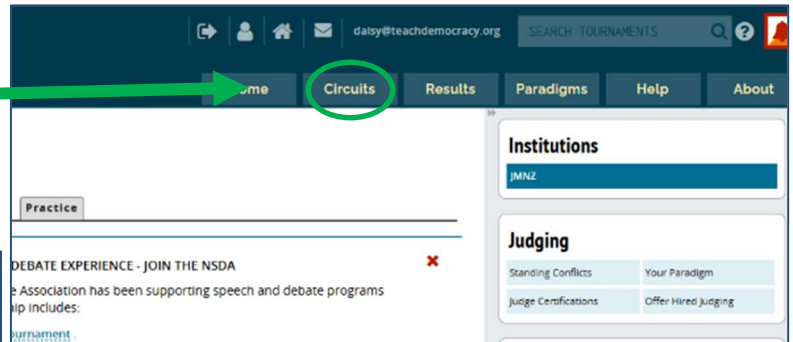 daisy@teachdemocracy.org SEARCH TOURNAMENTS
Circuits Results Paradigms Help About
Institutions
JMNZ
Practice
Judging
DEBATE EXPERIENCE - JOIN THE NSDA
Standing Conflicts Your Paradigm
e Association has been supporting speech and debate programs
Judge Certifications Offer Hired Judging
ip includes:
urnament.